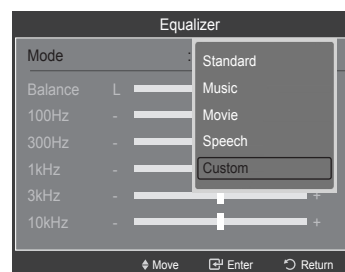 Equalizer
Mode :
Standard
Music
Movie
Speech
Custom
Balance L
100Hz -
300Hz -
1kHz -
3kHz - +
10kHz - +
Move Enter Return